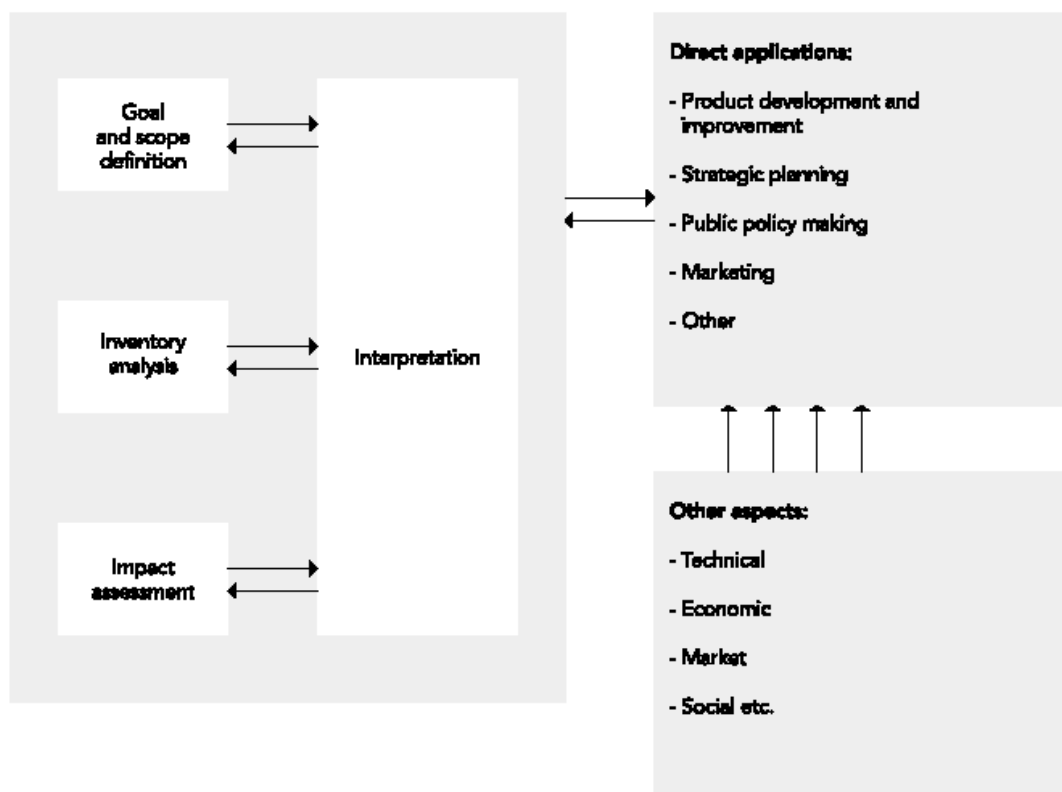 Goal
and scope
definition
Inventory
analysis
Impact
assessment
Interpretation
Direct applications:
- Product development and
improvement
- Strategic planning
- Public policy making
- Marketing
- Other
Other aspects:
- Technical
- Economic
- Market
- Social etc.